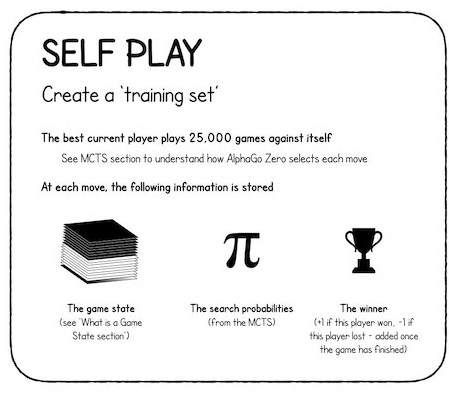 SELF PLAY
Create a 'training set'
The best current player plays 25,000 games against itself
See MCTS section to understand how AlphaGo Zero selects each move
At each move, the following information is stored
π
The game state
(see 'What is a Game
State section')
The search probabilities
(from the MCTS)
The winner
(+1 if this player won, -1 if
this player lost - added once
the game has finished)